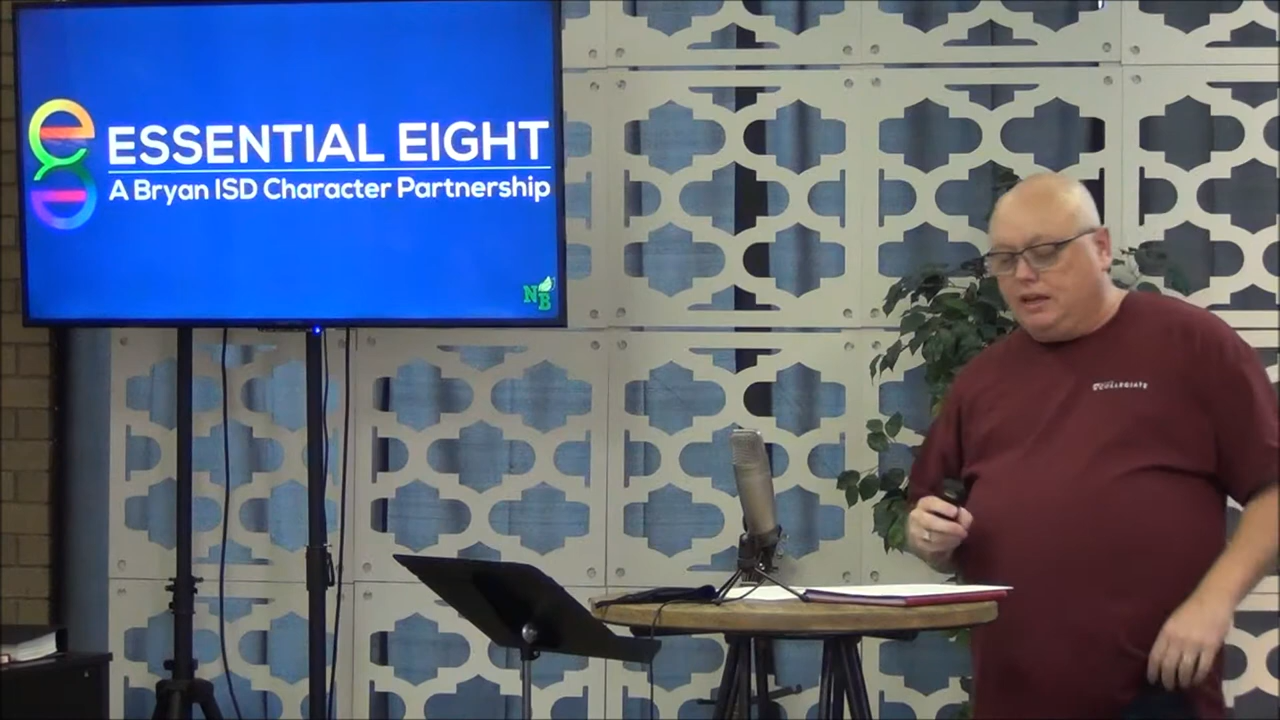 ESSENTIAL EIGHT
A Bryan ISD Character Partnership
NB
COLLEGIATE